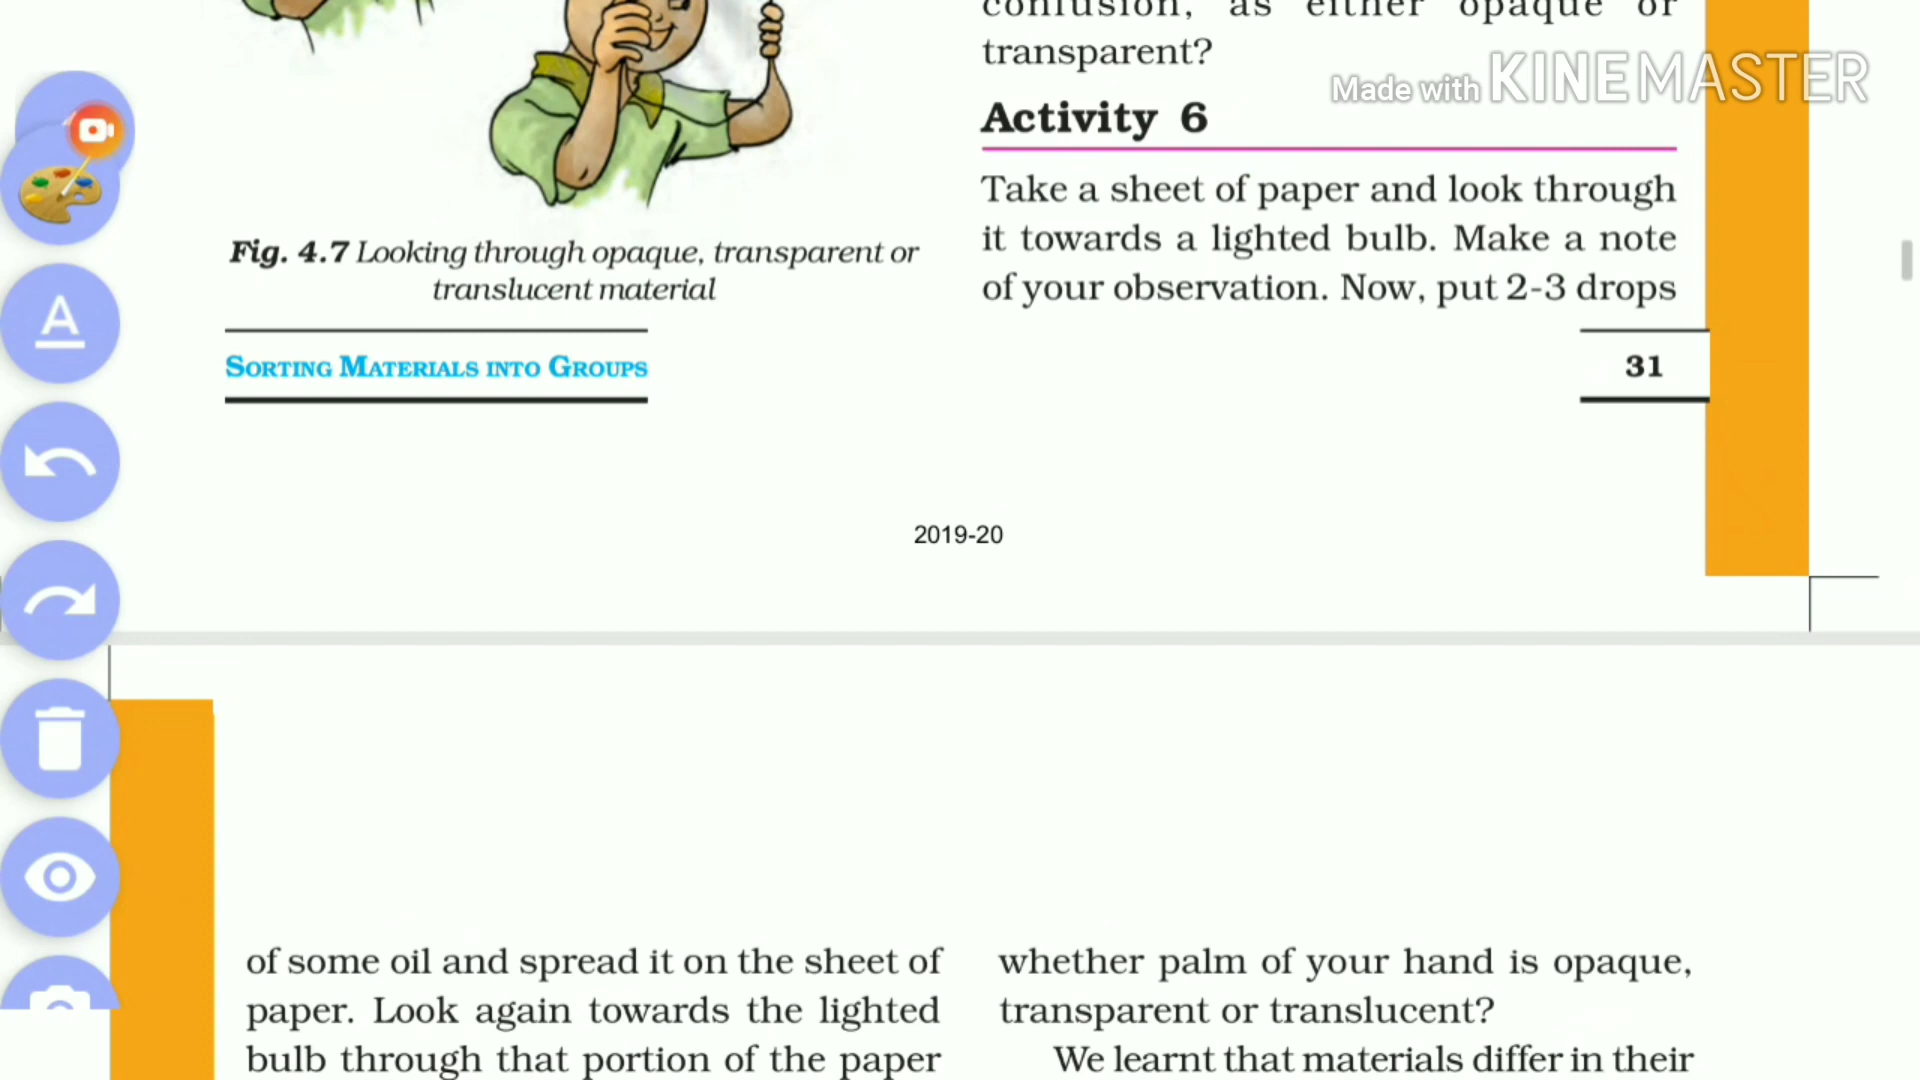 confusion, as either opaque or
transparent?
Made with KINEMASTER
Activity 6
Take a sheet of paper and look through
it towards a lighted bulb. Make a note
of your observation. Now, put 2-3 drops
Fig. 4.7 Looking through opaque, transparent or
translucent material
SORTING MATERIALS INTO GROUPS
31
2019-20
A
of some oil and spread it on the sheet of
paper. Look again towards the lighted
bulb through that portion of the paper
whether palm of your hand is opaque,
transparent or translucent?
We learnt that materials differ in their